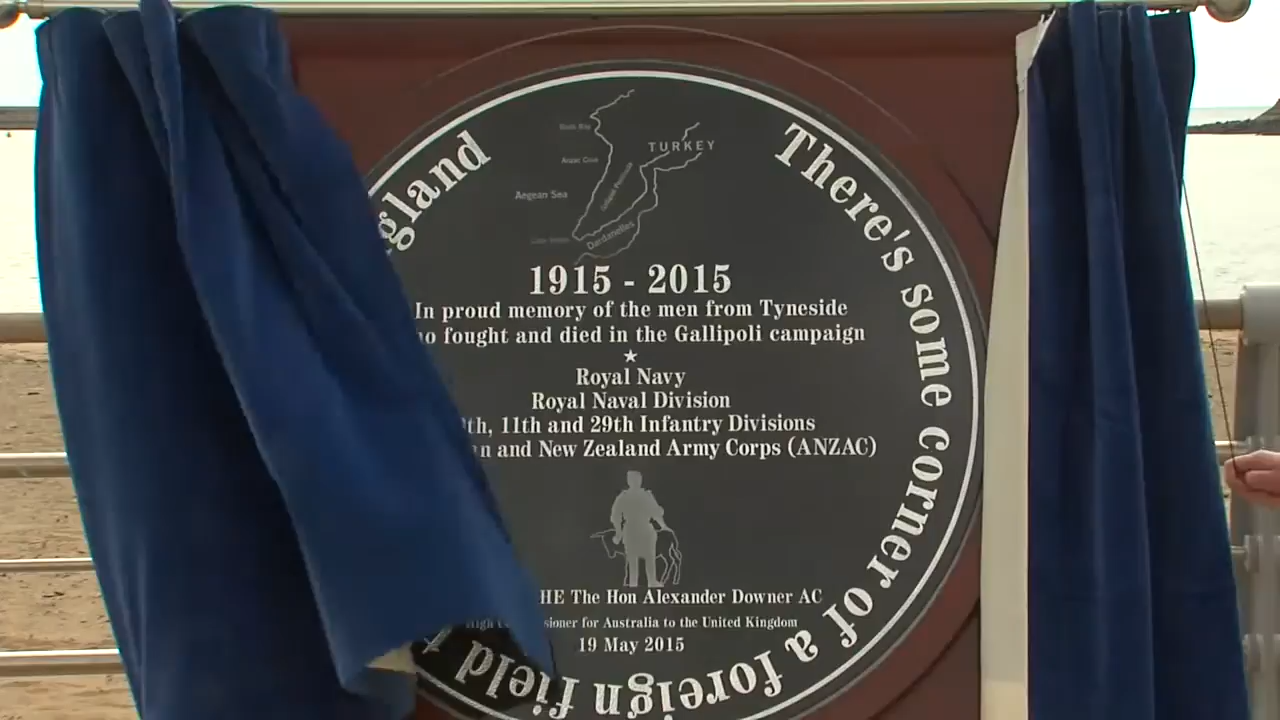 There's some corner of a foreign field
gland
TURKEY
Anzac Cove
Aegean Sea
Dardanelles
1915 - 2015
In proud memory of the men from Tyneside
fought and died in the Gallipoli campaign
Royal Navy
Royal Naval Division
11th and 29th Infantry Divisions
and New Zealand Army Corps (ANZAC)
HE The Hon Alexander Downer AC
sioner for Australia to the United Kingdom
19 May 2015